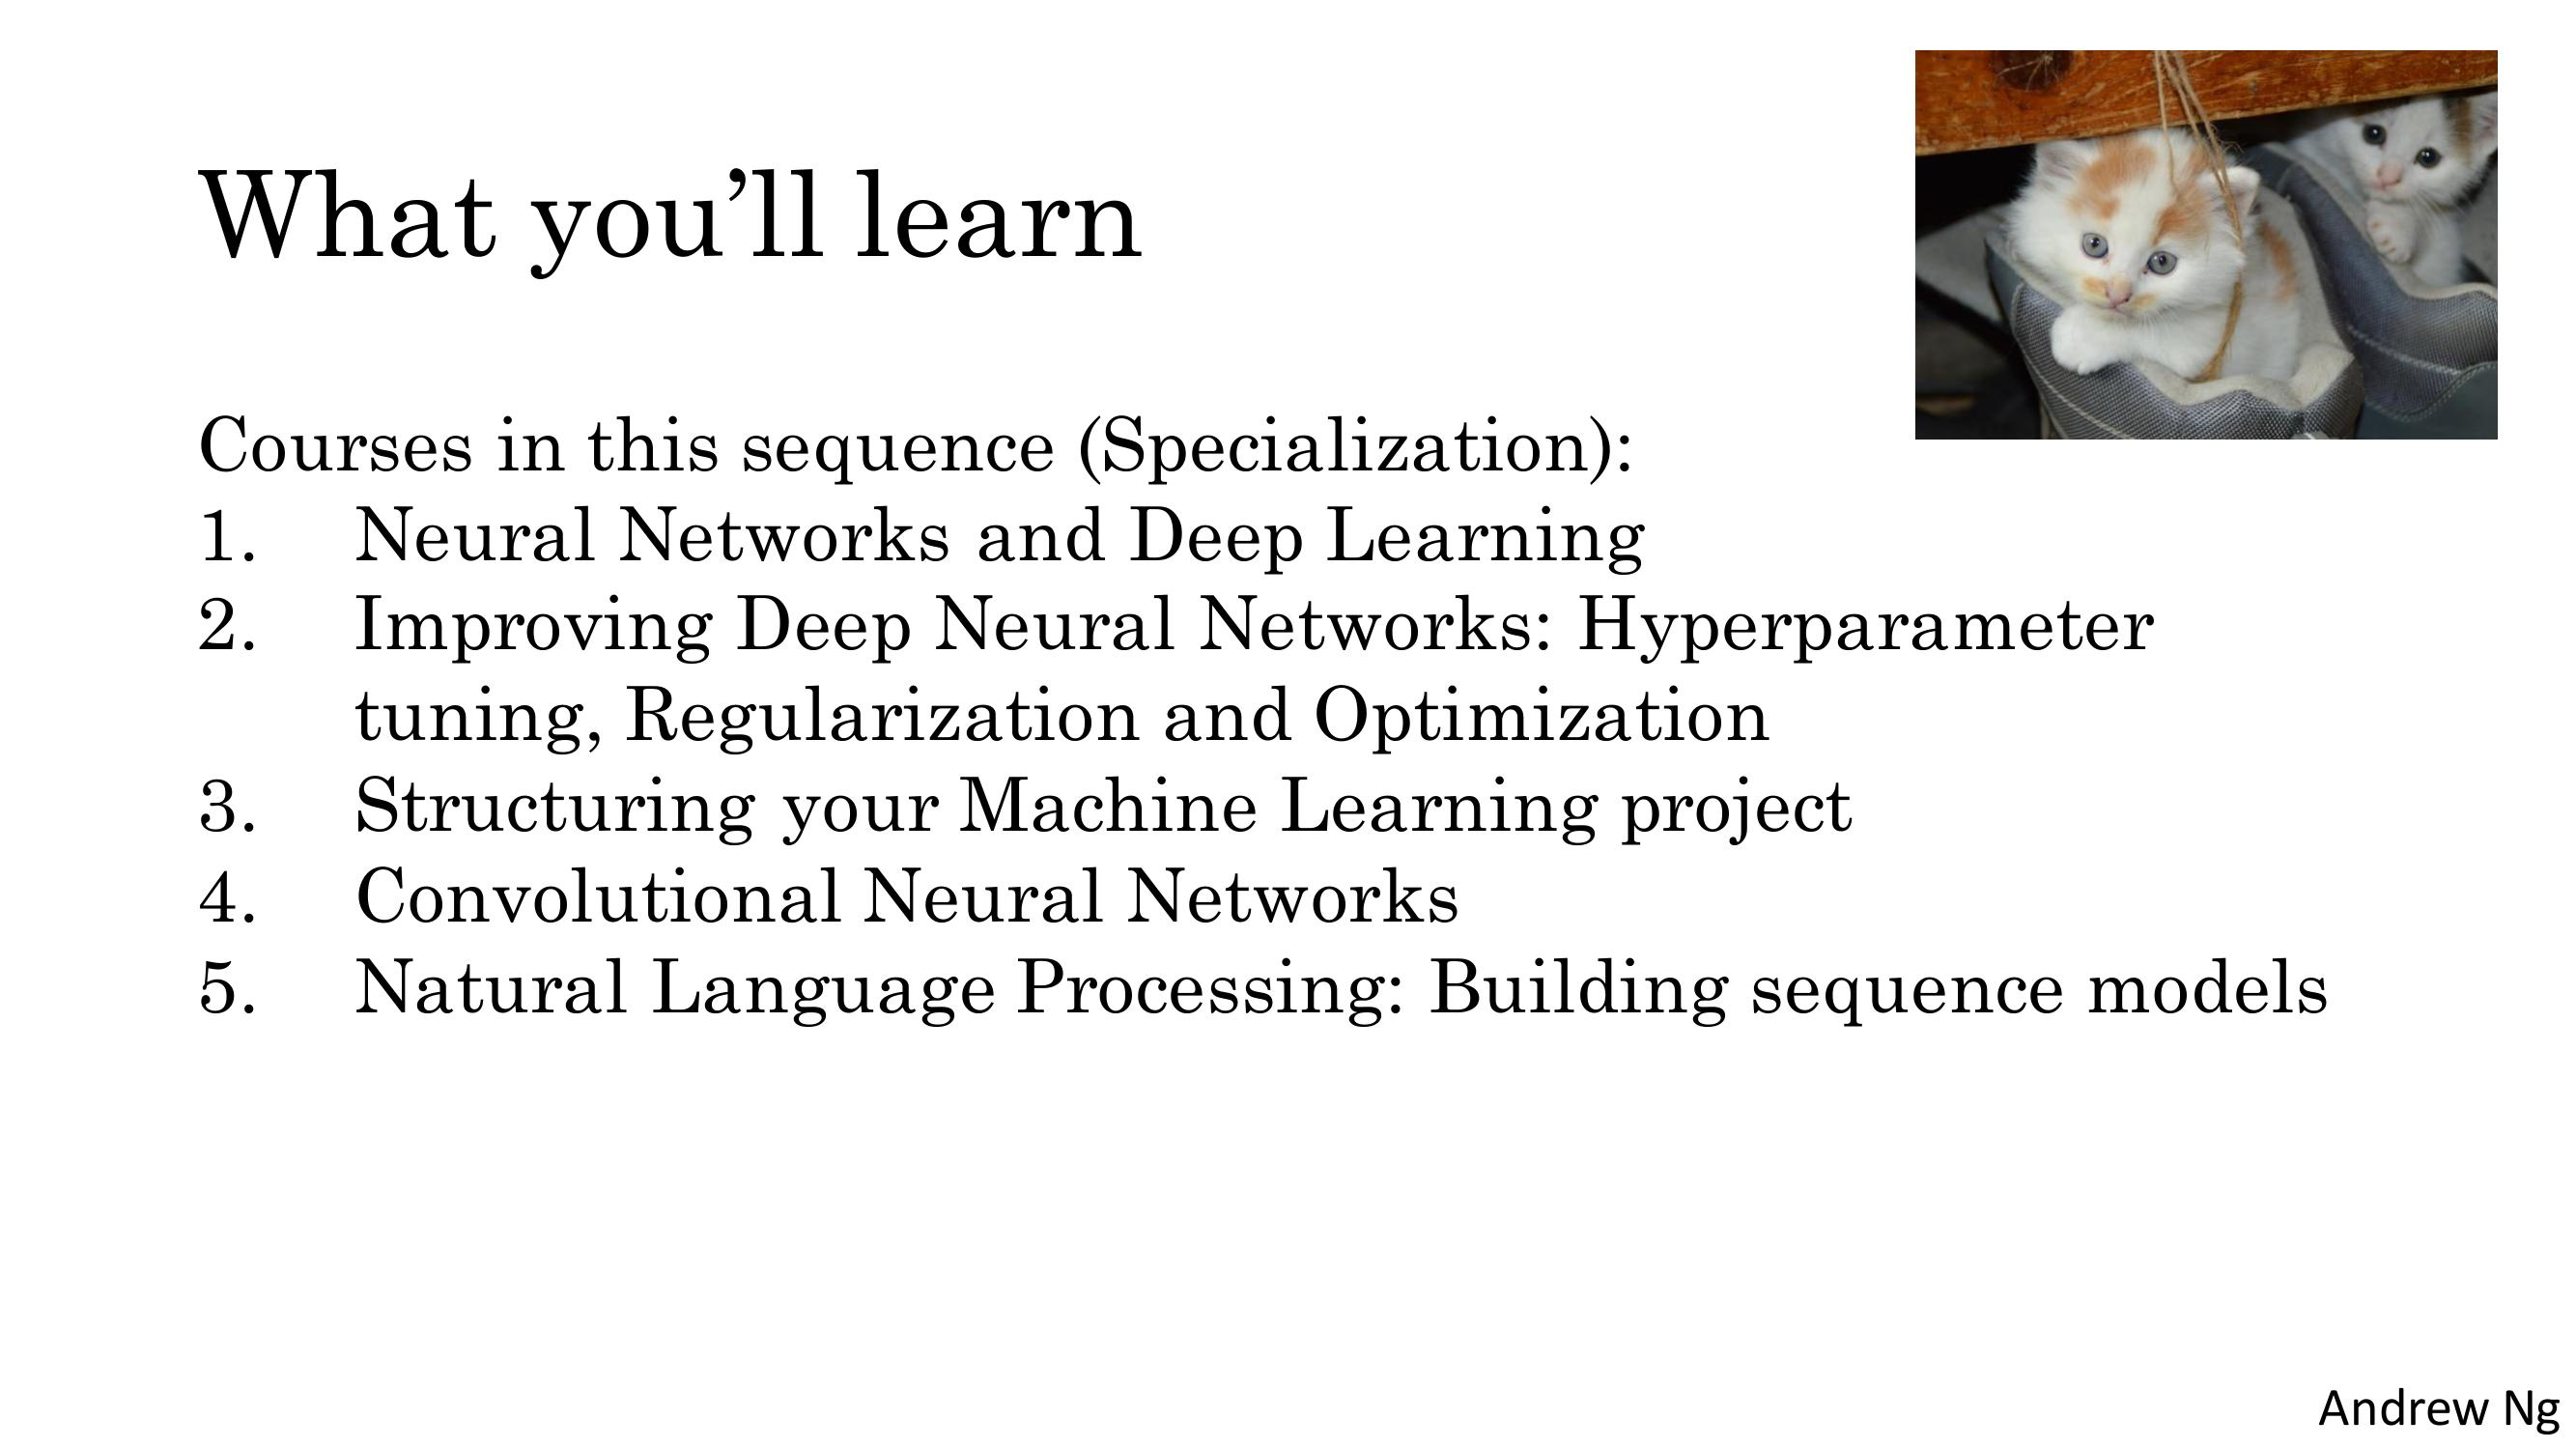 What you’ll learn
Courses in this sequence (Specialization):
1. Neural Networks and Deep Learning
2. Improving Deep Neural Networks: Hyperparameter
tuning, Regularization and Optimization
3. Structuring your Machine Learning project
4. Convolutional Neural Networks
5. Natural Language Processing: Building sequence models
Andrew Ng